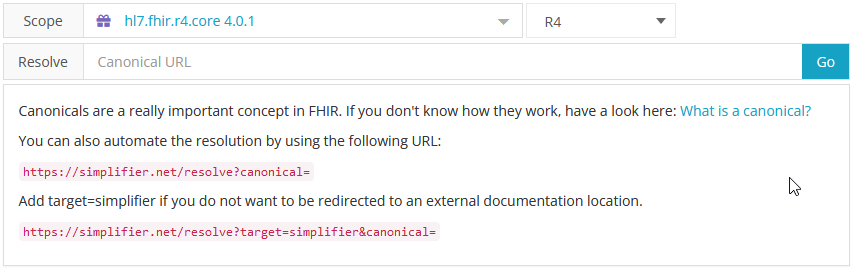 Scope hl7.fhir.r4.core 4.0.1 R4
Resolve Canonical URL Go
Canonicals are a really important concept in FHIR. If you don't know how they work, have a look here: What is a canonical?
You can also automate the resolution by using the following URL:
https://simplifier.net/resolve?canonical=
Add target=simplifier if you do not want to be redirected to an external documentation location.
https://simplifier.net/resolve?target=simplifier&canonical=